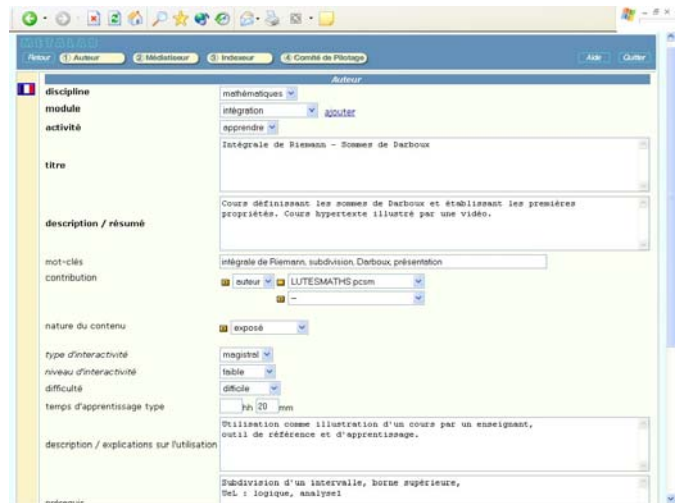 METALAB
Retour
1 Auteur
2 Médiatiseur
3 Indexeur
4 Comité de Pilotage
Aide
Quitter
Auteur
discipline mathématiques
module intégration ajouter
activité apprendre
titre Intégrale de Riemann - Sommes de Darboux
Cours définissant les sommes de Darboux et établissant les premières
description / résumé propriétés. Cours hypertexte illustré par une vidéo.
mot-clés intégrale de Riemann, subdivision, Darboux, présentation
contribution auteur LUTESMATHS pcsm
--
nature du contenu exposé
type d'interactivité magistral
niveau d'interactivité faible
difficulté difficile
temps d'apprentissage type hh 20 mm
Utilisation comme illustration d'un cours par un enseignant,
description / explications sur l'utilisation outil de référence et d'apprentissage.
Subdivision d'un intervalle, borne supérieure,
prérequis UeL : logique, analyse1